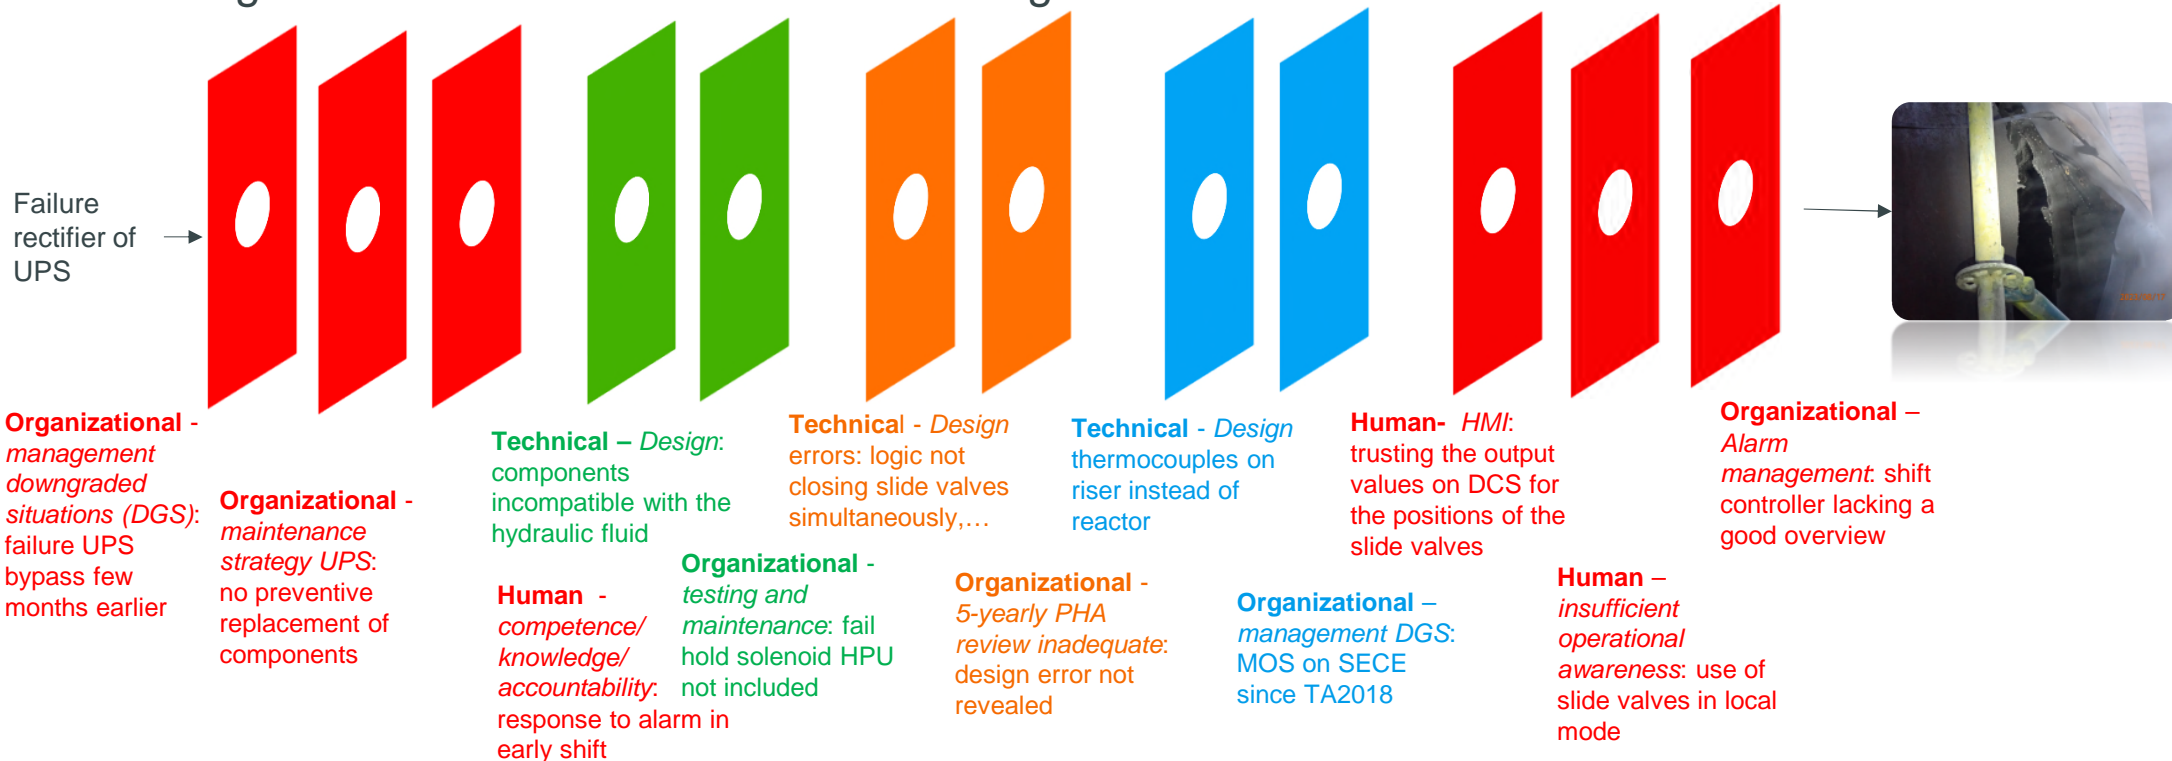 Failure
rectifier of
UPS
Organizational -
management
downgraded
situations (DGS):
failure UPS
bypass few
months earlier
Organizational -
maintenance
strategy UPS:
no preventive
replacement of
components
Human -
competence/
knowledge/
accountability:
response to alarm in
early shift
Technical – Design:
components
incompatible with the
hydraulic fluid
Organizational -
testing and
maintenance: fail
hold solenoid HPU
not included
Technical - Design
errors: logic not
closing slide valves
simultaneously,…
Organizational -
5-yearly PHA
review inadequate:
design error not
revealed
Technical - Design
thermocouples on
riser instead of
reactor
Organizational –
management DGS:
MOS on SECE
since TA2018
Human- HMI:
trusting the output
values on DCS for
the positions of the
slide valves
Human –
insufficient
operational
awareness: use of
slide valves in local
mode
Organizational –
Alarm
management: shift
controller lacking a
good overview